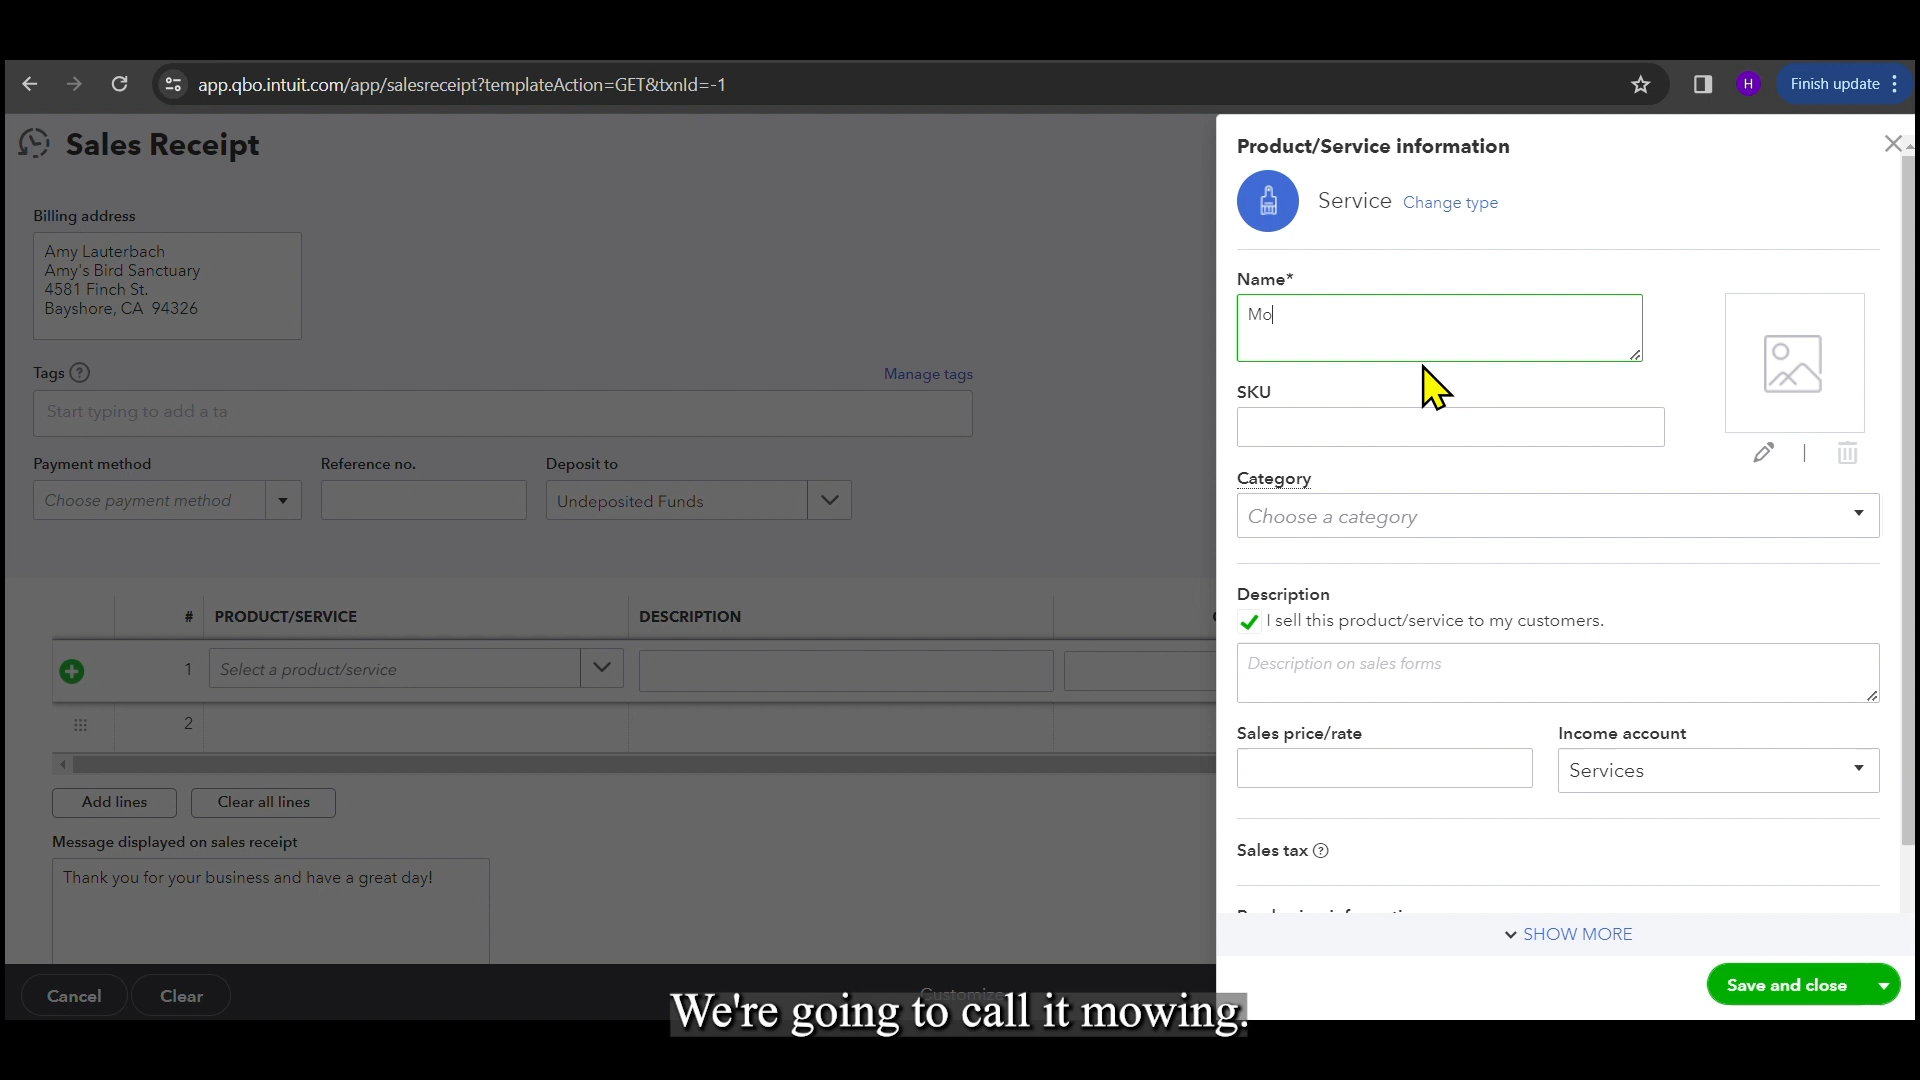 app.qbo.intuit.com/app/salesreceipt?templateAction=GET&txnId=-1
H
Finish update
Sales Receipt
Billing address
Amy Lauterbach
Amy's Bird Sanctuary
4581 Finch St.
Bayshore, CA 94326
Tags ?
Manage tags
Start typing to add a ta
Payment method
Reference no.
Deposit to
Choose payment method
Undeposited Funds
# PRODUCT/SERVICE DESCRIPTION
1 Select a product/service
2
Add lines
Clear all lines
Message displayed on sales receipt
Thank you for your business and have a great day!
Cancel
Clear
Customize
Product/Service information
Service Change type
Name*
Mo
SKU
Category
Choose a category
Description
I sell this product/service to my customers.
Description on sales forms
Sales price/rate
Income account
Services
Sales tax ?
SHOW MORE
Save and close
We're going to call it mowing.